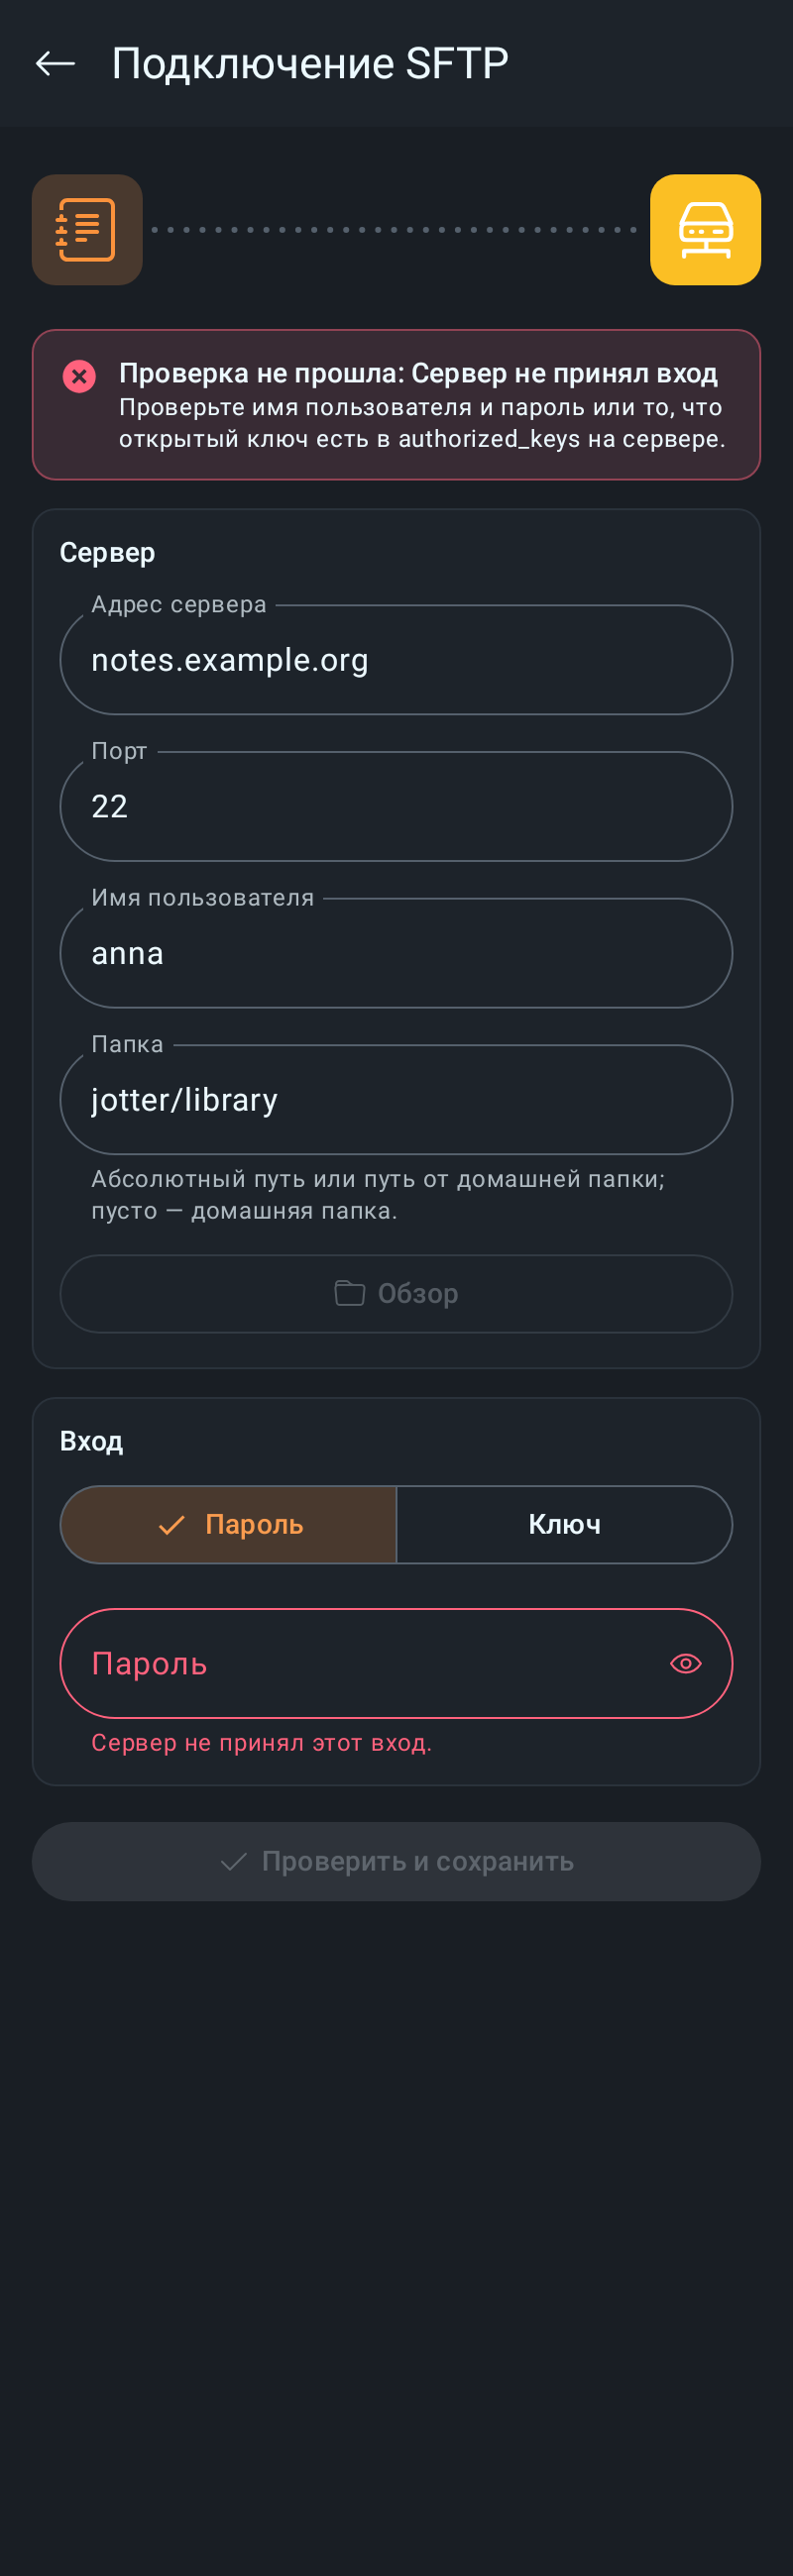 Подключение SFTP
Проверка не прошла: Сервер не принял вход
Проверьте имя пользователя и пароль или то, что
открытый ключ есть в authorized_keys на сервере.
Сервер
Адрес сервера
notes.example.org
Порт
22
Имя пользователя
anna
Папка
jotter/library
Абсолютный путь или путь от домашней папки;
пусто — домашняя папка.
Обзор
Вход
Пароль
Ключ
Пароль
Сервер не принял этот вход.
Проверить и сохранить